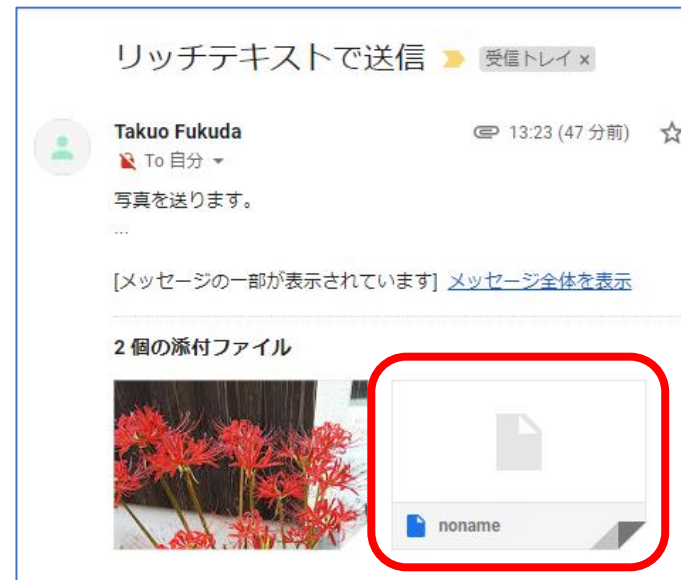 リッチテキストで送信 受信トレイ x
Takuo Fukuda 13:23 (47 分前)
To 自分
写真を送ります。
...
[メッセージの一部が表示されています] メッセージ全体を表示
2 個の添付ファイル
noname